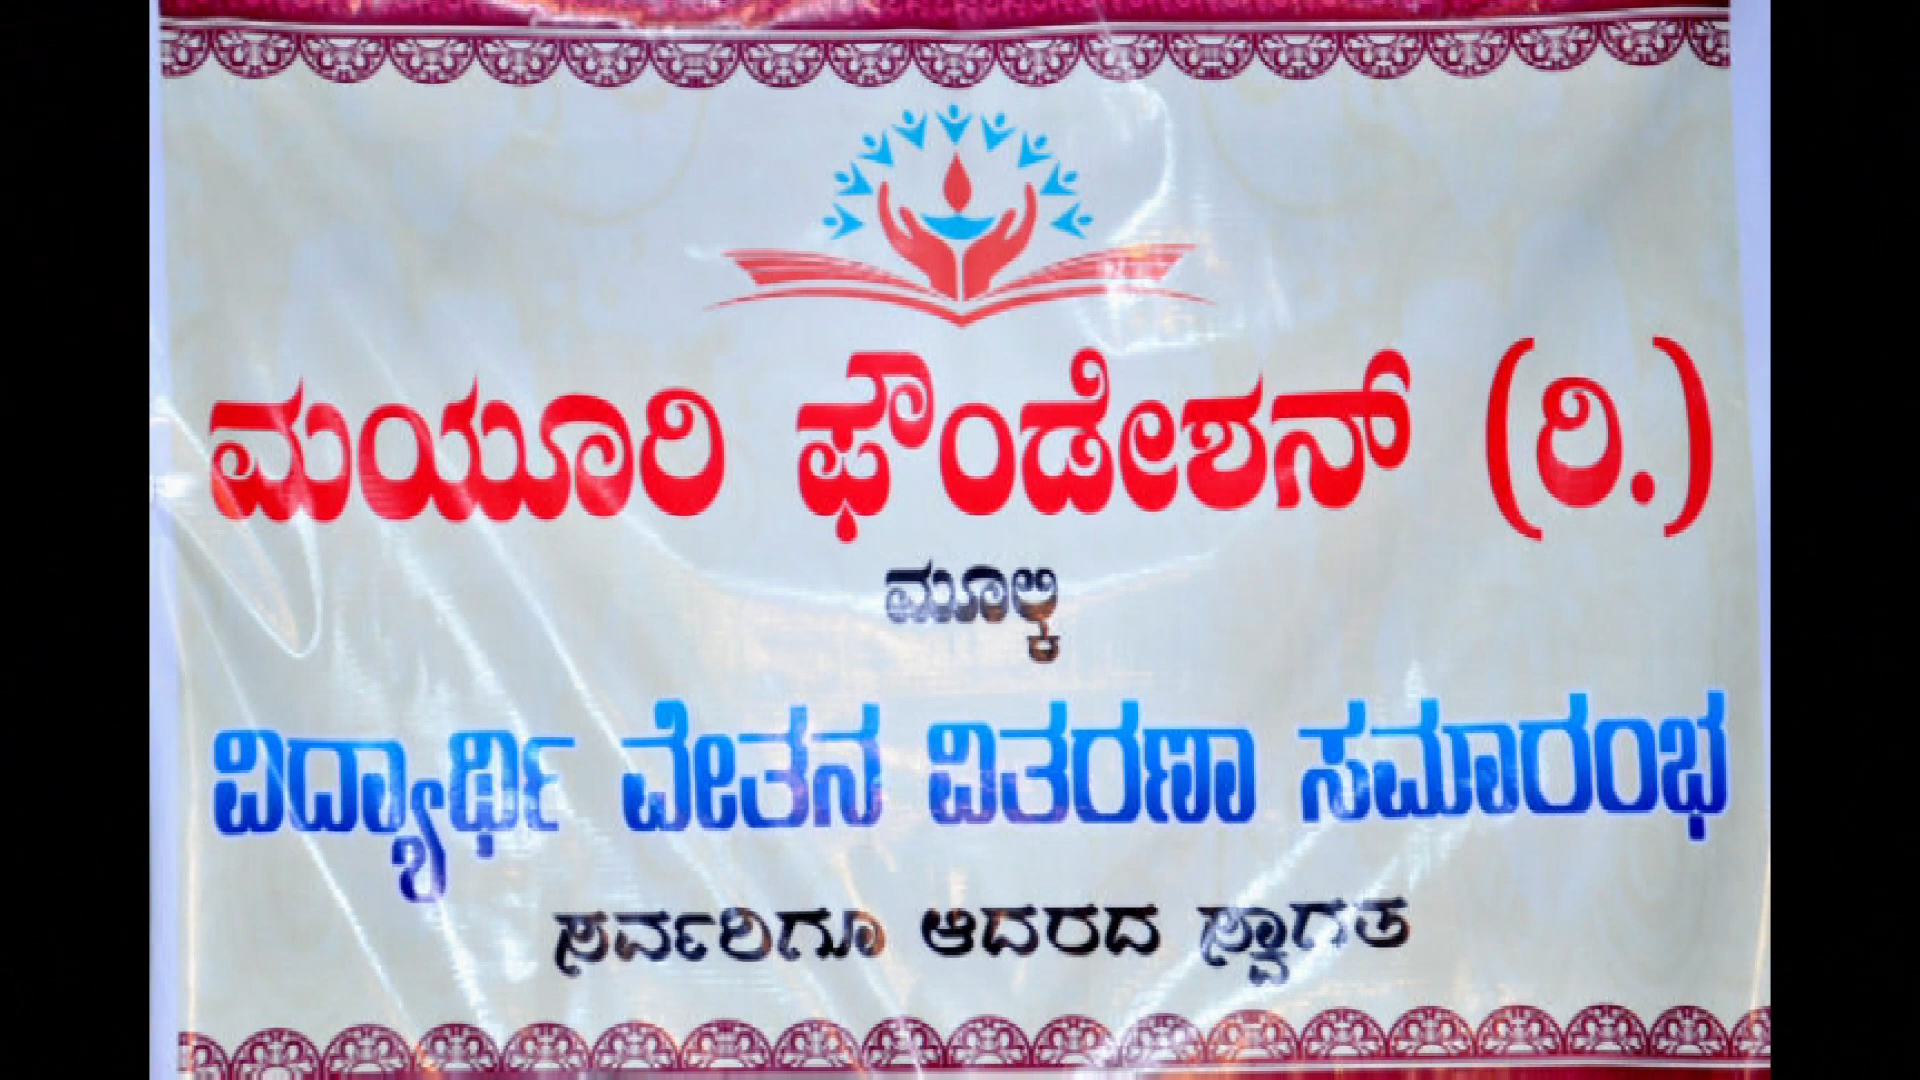 ಮಯೂರಿ ಫೌಂಡೇಶನ್ (ರಿ.)
ಮೂಲ್ಕಿ
ವಿದ್ಯಾರ್ಥಿ ವೇತನ ವಿತರಣಾ ಸಮಾರಂಭ
ಸರ್ವರಿಗೂ ಆದರದ ಸ್ವಾಗತ